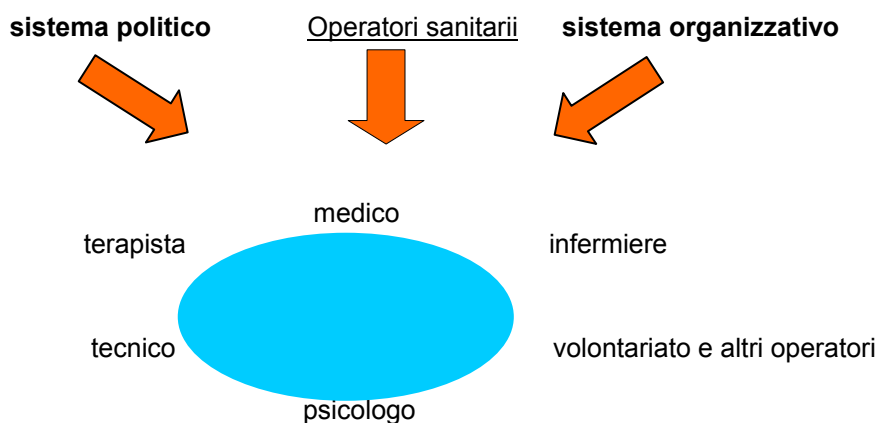 sistema politico
Operatori sanitarii
sistema organizzativo
medico
terapista
infermiere
tecnico
volontariato e altri operatori
psicologo